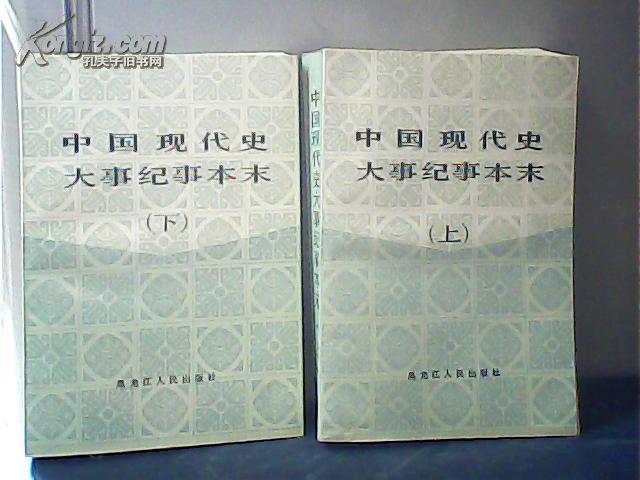 Kongfz.com
孔夫子旧书网
中国现代史
大事纪事本末
(下)
黑龙江人民出版社
中国现代史大事纪事本末
中国现代史
大事纪事本末
(上)
黑龙江人民出版社